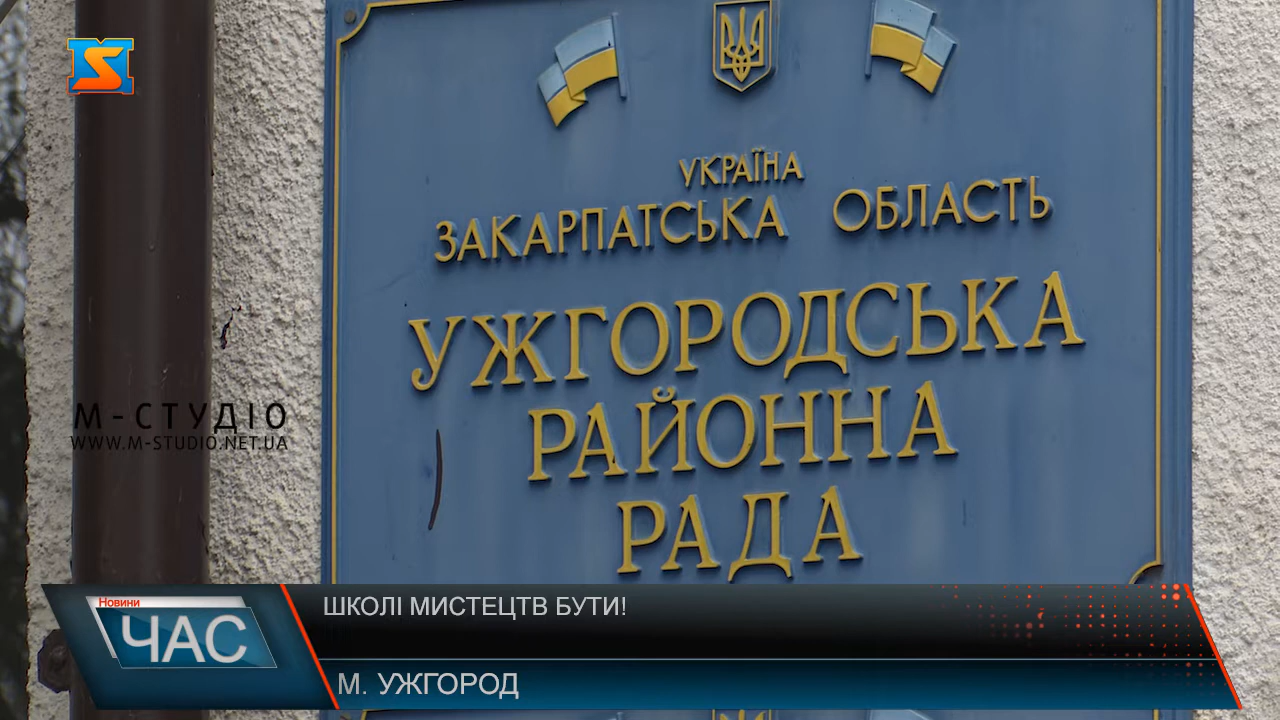 УКРАЇНА
ЗАКАРПАТСЬКА ОБЛАСТЬ
УЖГОРОДСЬКА
РАЙОННА
РАДА
М-СТУДІО
WWW.M-STUDIO.NET.UA
Новини
ЧАС
ШКОЛІ МИСТЕЦТВ БУТИ!
М. УЖГОРОД